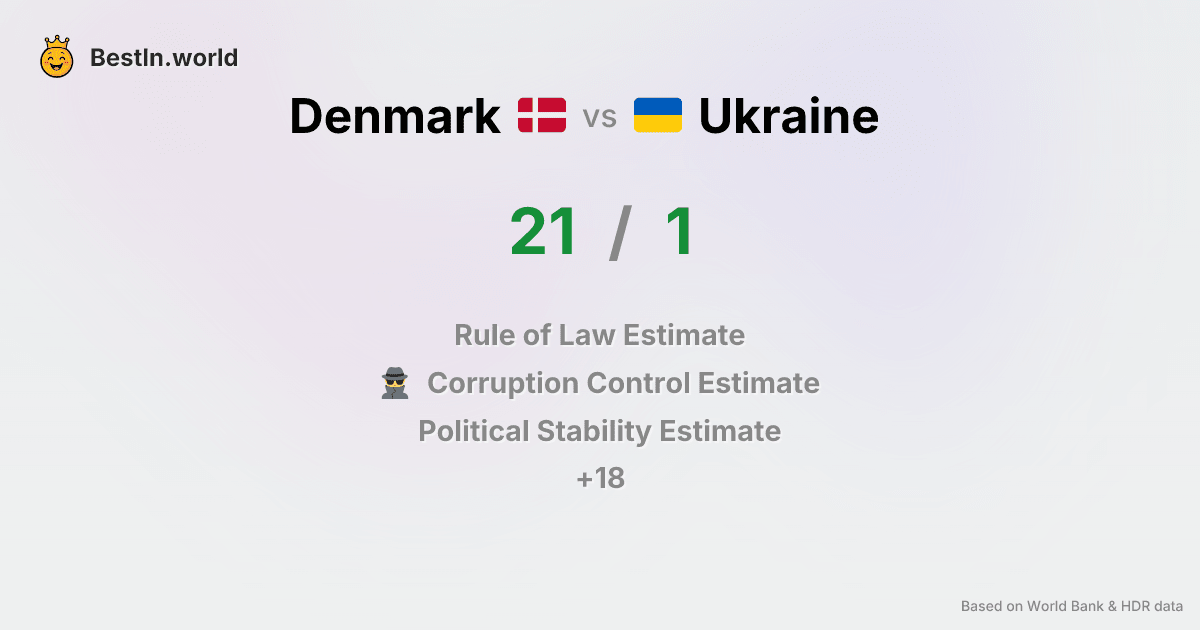 BestIn.world
Denmark vs Ukraine
21 / 1
Rule of Law Estimate
Corruption Control Estimate
Political Stability Estimate
+18
Based on World Bank & HDR data